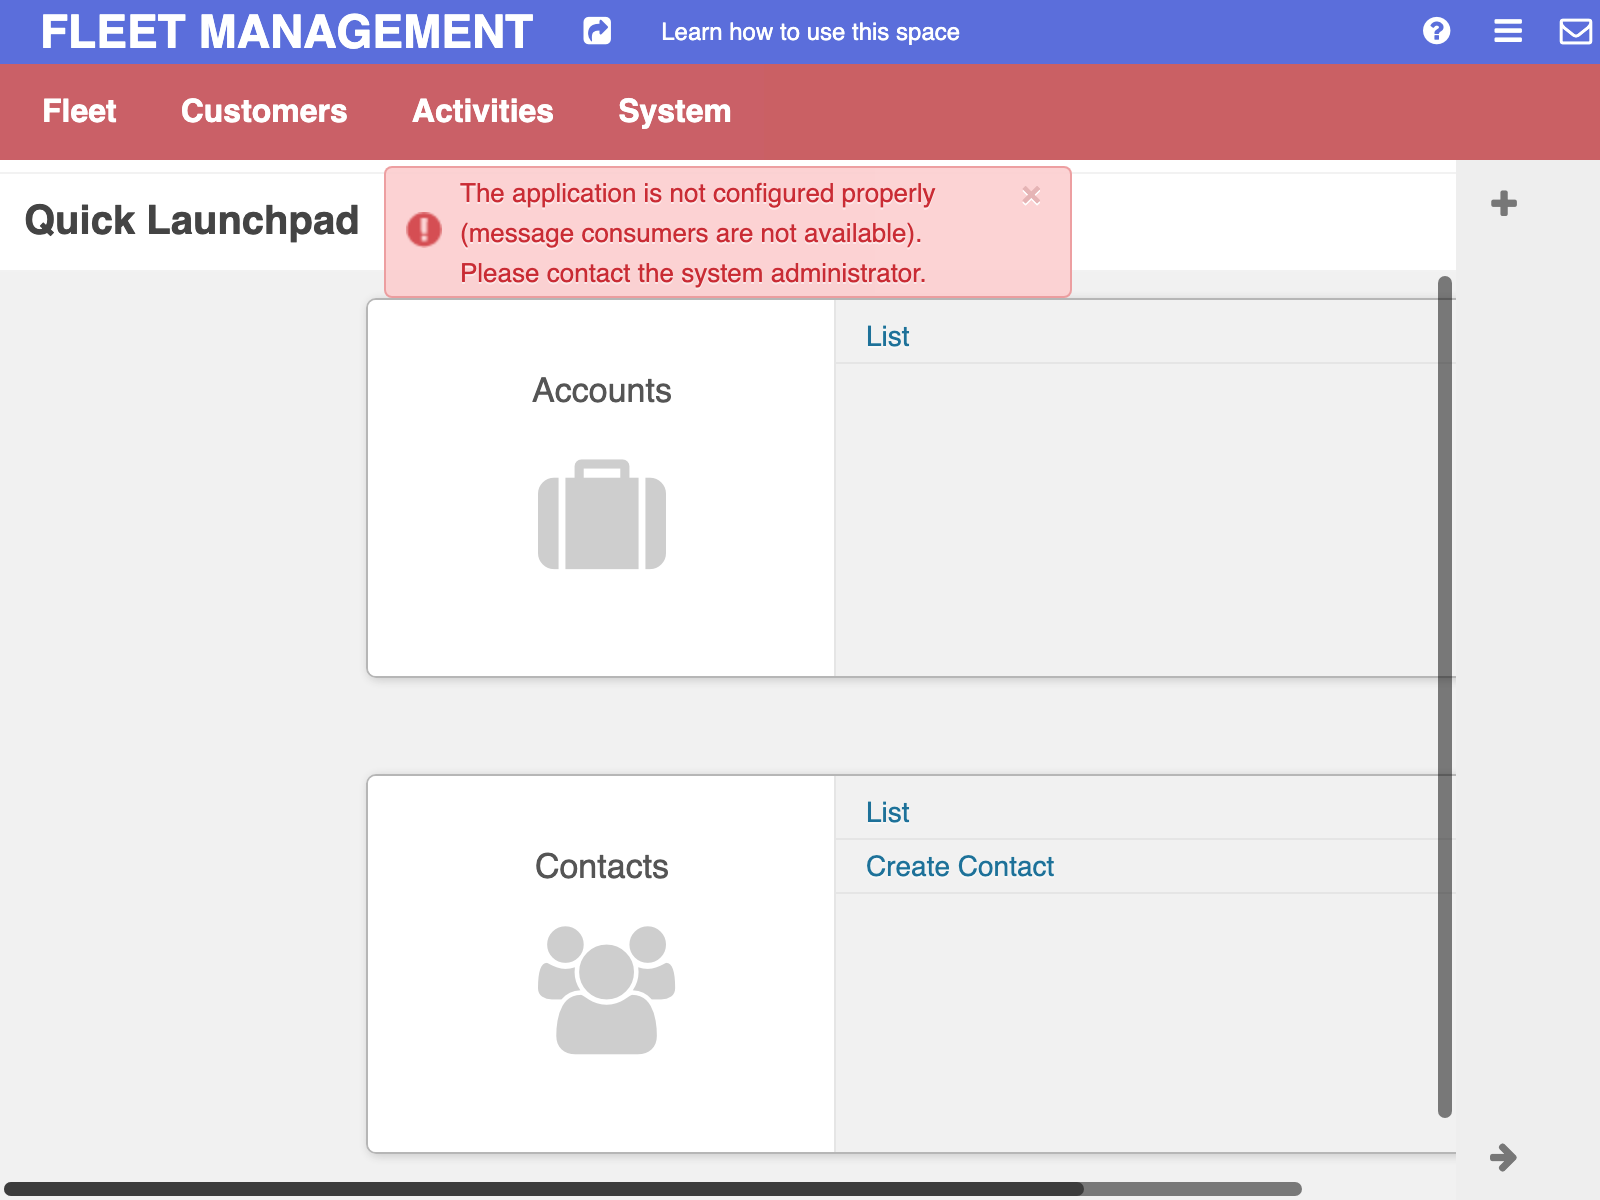 FLEET MANAGEMENT
Learn how to use this space
Fleet
Customers
Activities
System
Quick Launchpad
The application is not configured properly
(message consumers are not available).
Please contact the system administrator.
Accounts
List
Contacts
List
Create Contact